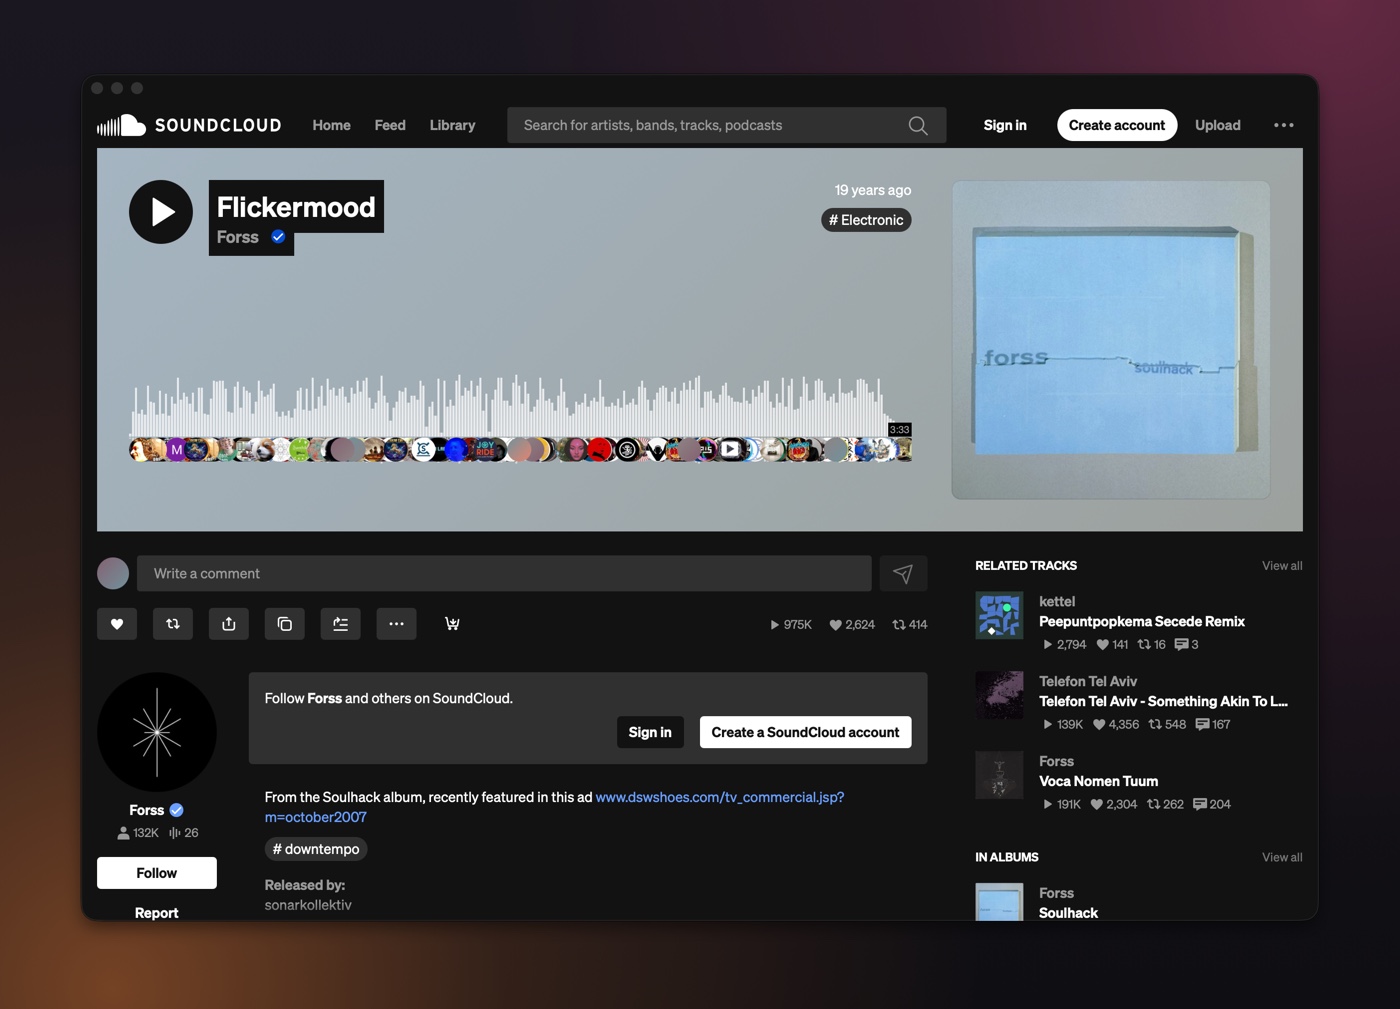 SOUNDCLOUD
Home
Feed
Library
Search for artists, bands, tracks, podcasts
Sign in
Create account
Upload
Flickermood
Forss
19 years ago
# Electronic
forss
soulhack
3:33
M
JOY
RIDE
Write a comment
975K
2,624
414
Follow Forss and others on SoundCloud.
Sign in
Create a SoundCloud account
Forss
132K
26
Follow
Report
From the Soulhack album, recently featured in this ad www.dswshoes.com/tv_commercial.jsp?
m=october2007
# downtempo
Released by:
sonarkollektiv
RELATED TRACKS
View all
kettel
Peepuntpopkema Secede Remix
2,794
141
16
3
Telefon Tel Aviv
Telefon Tel Aviv - Something Akin To L...
139K
4,356
548
167
Forss
Voca Nomen Tuum
191K
2,304
262
204
IN ALBUMS
View all
Forss
Soulhack